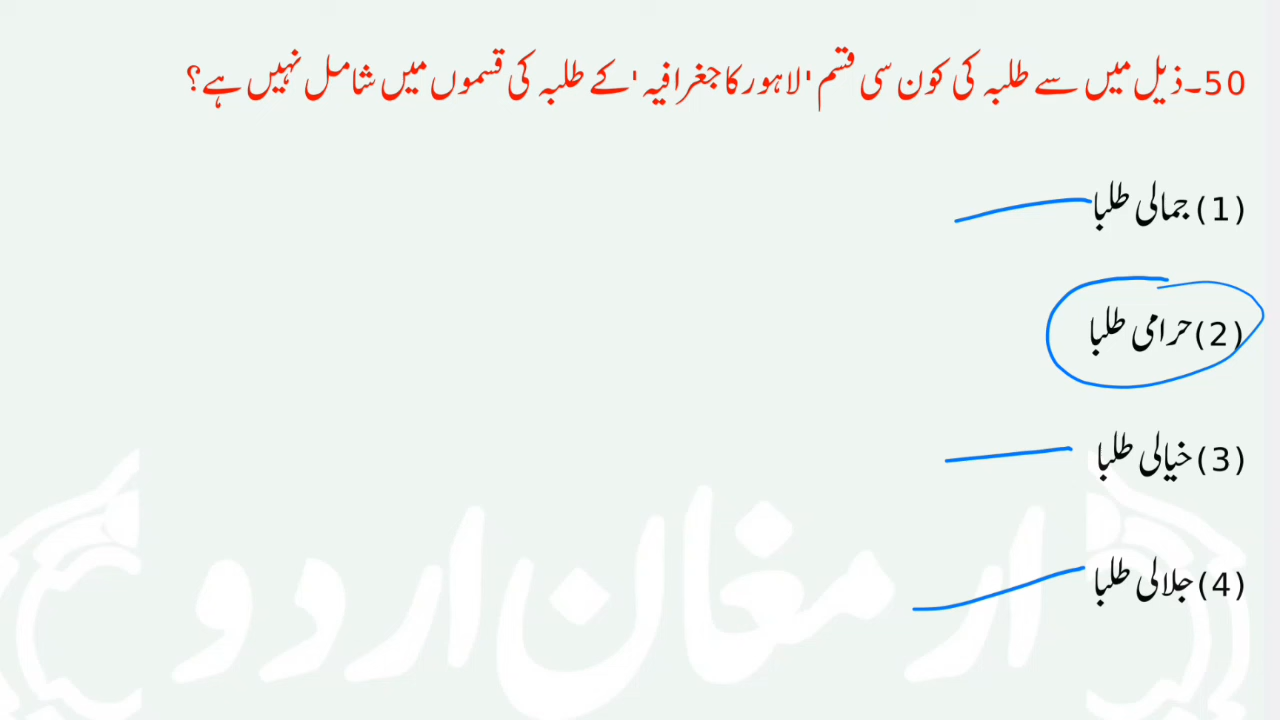 50۔ذیل میں سے طلبہ کی کون سی قسم 'لاہور کا جغرافیہ' کے طلبہ کی قسموں میں شامل نہیں ہے؟
(1) جمالی طلبا
(2) حرامی طلبا
(3) خیالی طلبا
(4) جلالی طلبا
ارمغان اردو